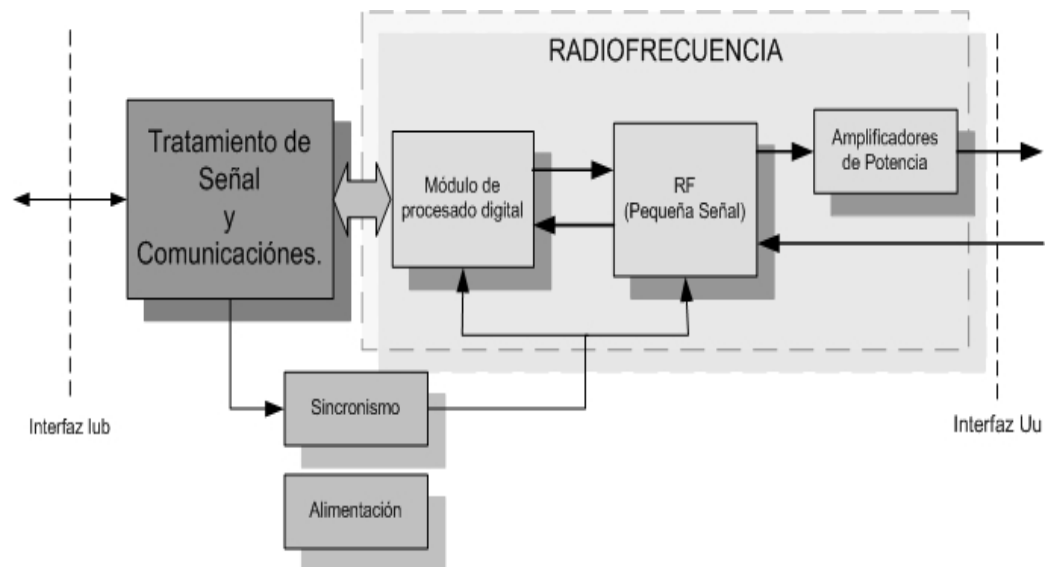 RADIOFRECUENCIA
Tratamiento de
Señal
y
Comunicaciónes.
Módulo de
procesado digital
RF
(Pequeña Señal)
Amplificadores
de Potencia
Sincronismo
Alimentación
Interfaz Iub
Interfaz Uu